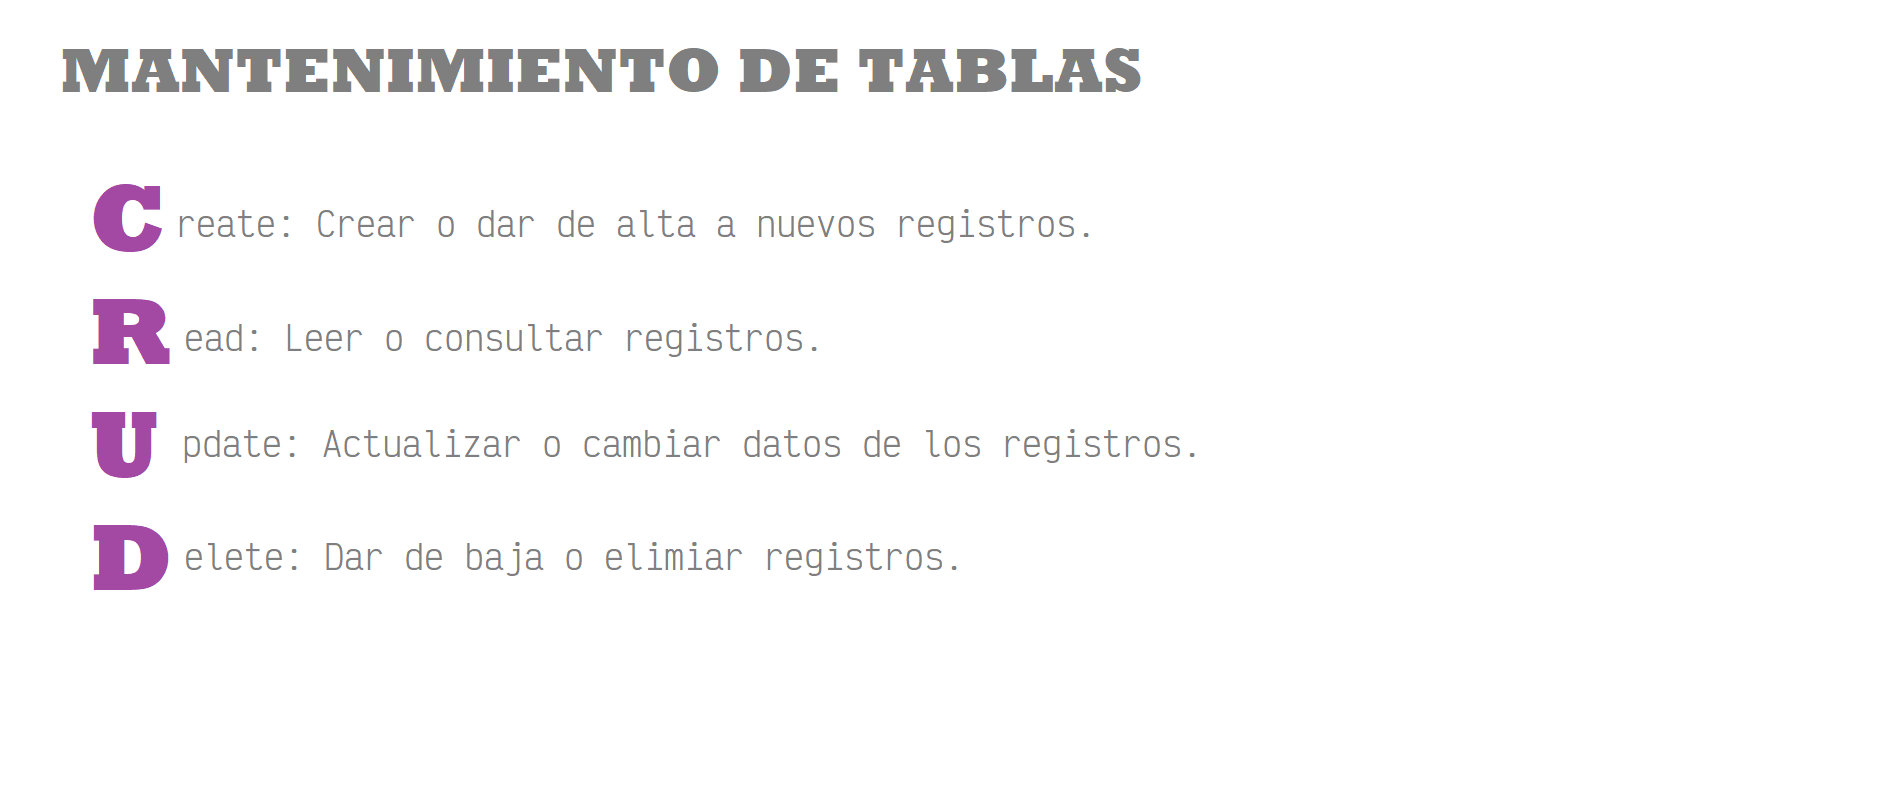 MANTENIMIENTO DE TABLAS
Create: Crear o dar de alta a nuevos registros.
Read: Leer o consultar registros.
Update: Actualizar o cambiar datos de los registros.
Delete: Dar de baja o elimiar registros.